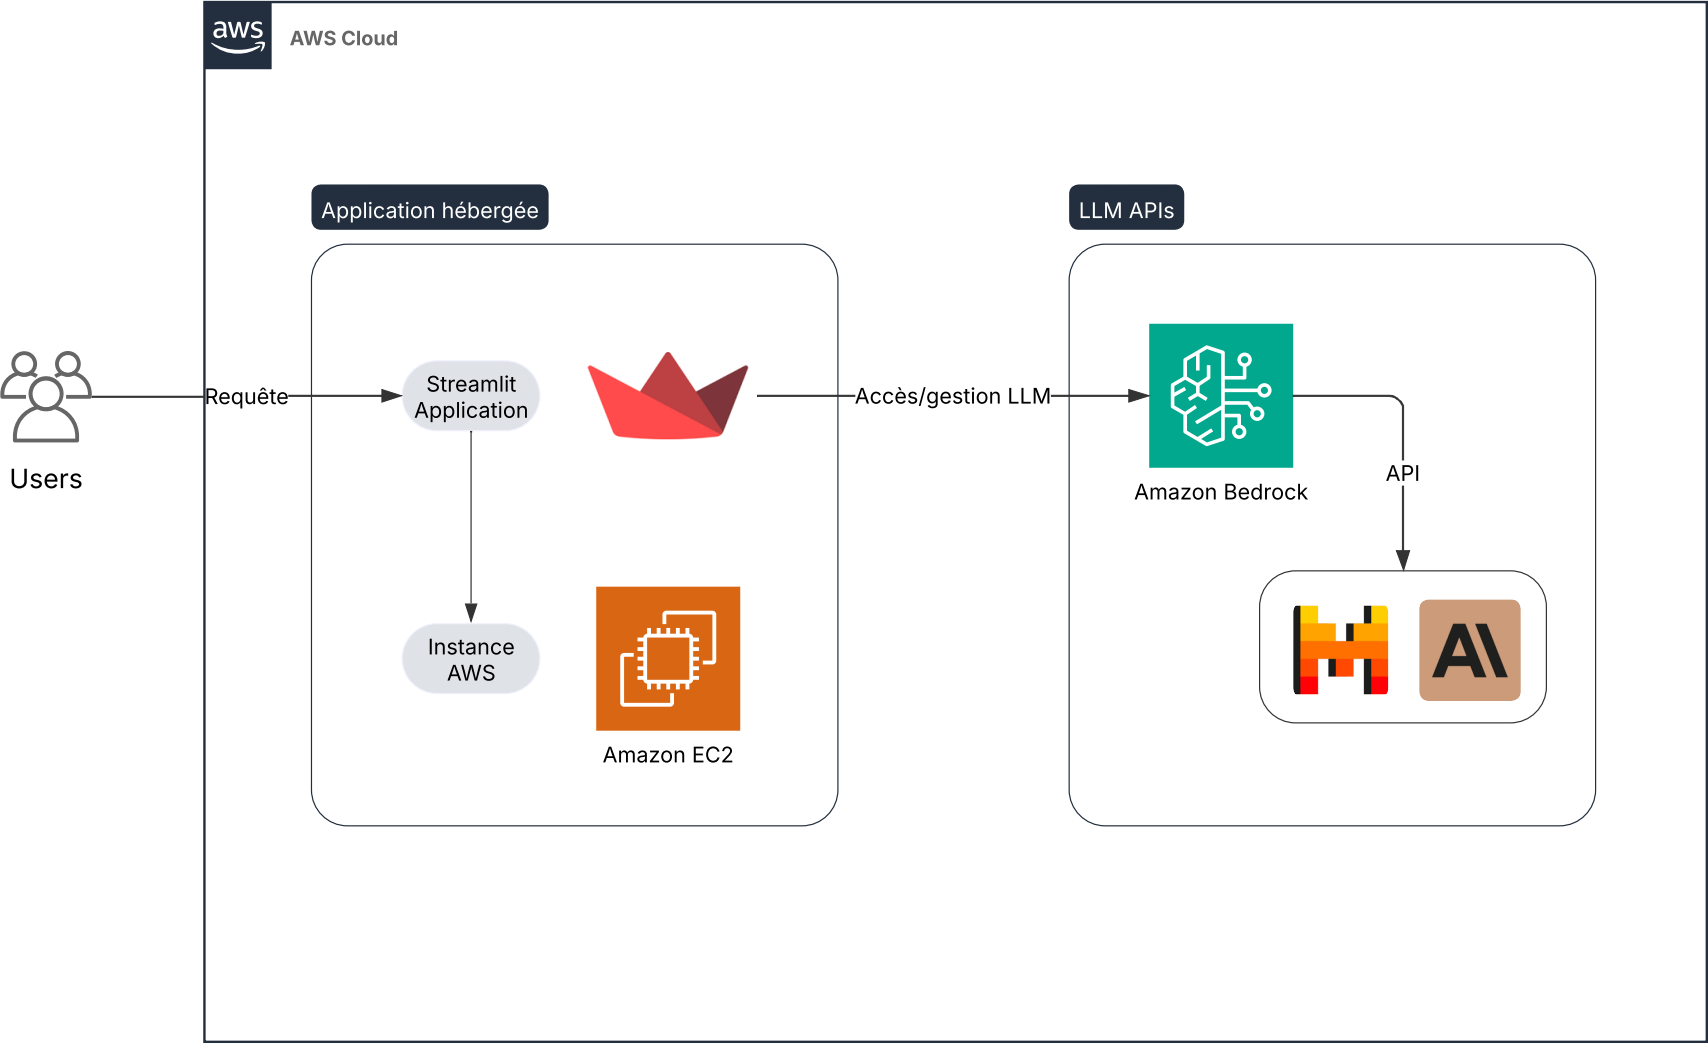 aws
AWS Cloud
Application hébergée
LLM APIs
Users
Requête
Streamlit
Application
Accès/gestion LLM
Amazon Bedrock
API
Instance
AWS
Amazon EC2
AI